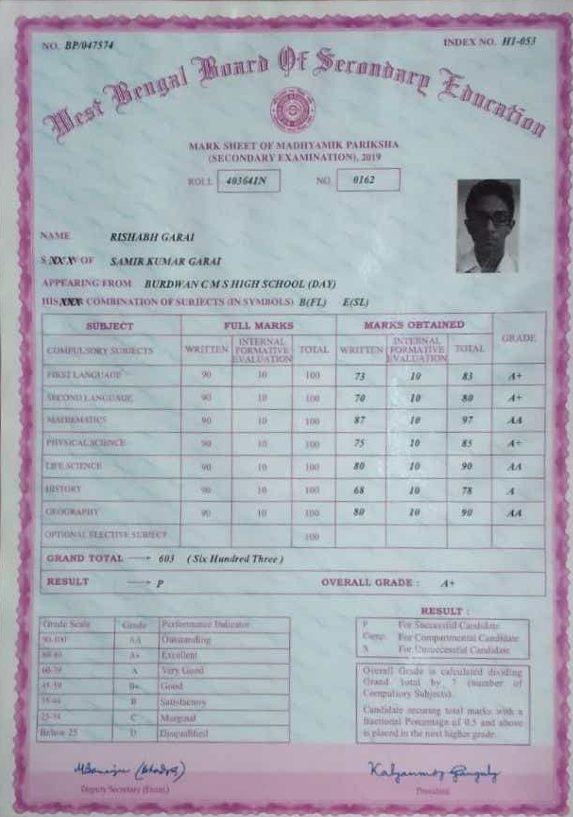 NO. BP/047574
INDEX NO. H1-053
West Bengal Board Of Secondary Education
MARK SHEET OF MADHYAMIK PARIKSHA
(SECONDARY EXAMINATION), 2019
ROLL 40364IN NO. 0162
NAME RISHABH GARAI
S XX X OF SAMIR KUMAR GARAI
APPEARING FROM BURDWAN C M S HIGH SCHOOL (DAY)
HIS XXX COMBINATION OF SUBJECTS (IN SYMBOLS) B(FL) E(SL)
SUBJECT FULL MARKS MARKS OBTAINED GRADE
COMPULSORY SUBJECTS WRITTEN INTERNAL FORMATIVE EVALUATION TOTAL WRITTEN INTERNAL FORMATIVE EVALUATION TOTAL
FIRST LANGUAGE 90 10 100 73 10 83 A+
SECOND LANGUAGE 90 10 100 70 10 80 A+
MATHEMATICS 90 10 100 87 10 97 AA
PHYSICAL SCIENCE 90 10 100 75 10 85 A+
LIFE SCIENCE 90 10 100 80 10 90 AA
HISTORY 90 10 100 68 10 78 A
GEOGRAPHY 90 10 100 80 10 90 AA
OPTIONAL ELECTIVE SUBJECT 100
GRAND TOTAL → 603 ( Six Hundred Three )
RESULT → P OVERALL GRADE : A+
Grade Scale Grade Performance Indicator
90-100 AA Outstanding
80-89 A+ Excellent
60-79 A Very Good
45-59 B+ Good
35-44 B Satisfactory
25-34 C Marginal
Below 25 D Disqualified
RESULT :
P For Successful Candidate
Comp. For Compartmental Candidate
X For Unsuccessful Candidate
Overall Grade is calculated dividing
Grand Total by 7 (number of
Compulsory Subjects).
Candidate securing total marks with a
fractional Percentage of 0.5 and above
is placed in the next higher grade.
Kalyanmoy Ganguly
Deputy Secretary (Exam.)
President